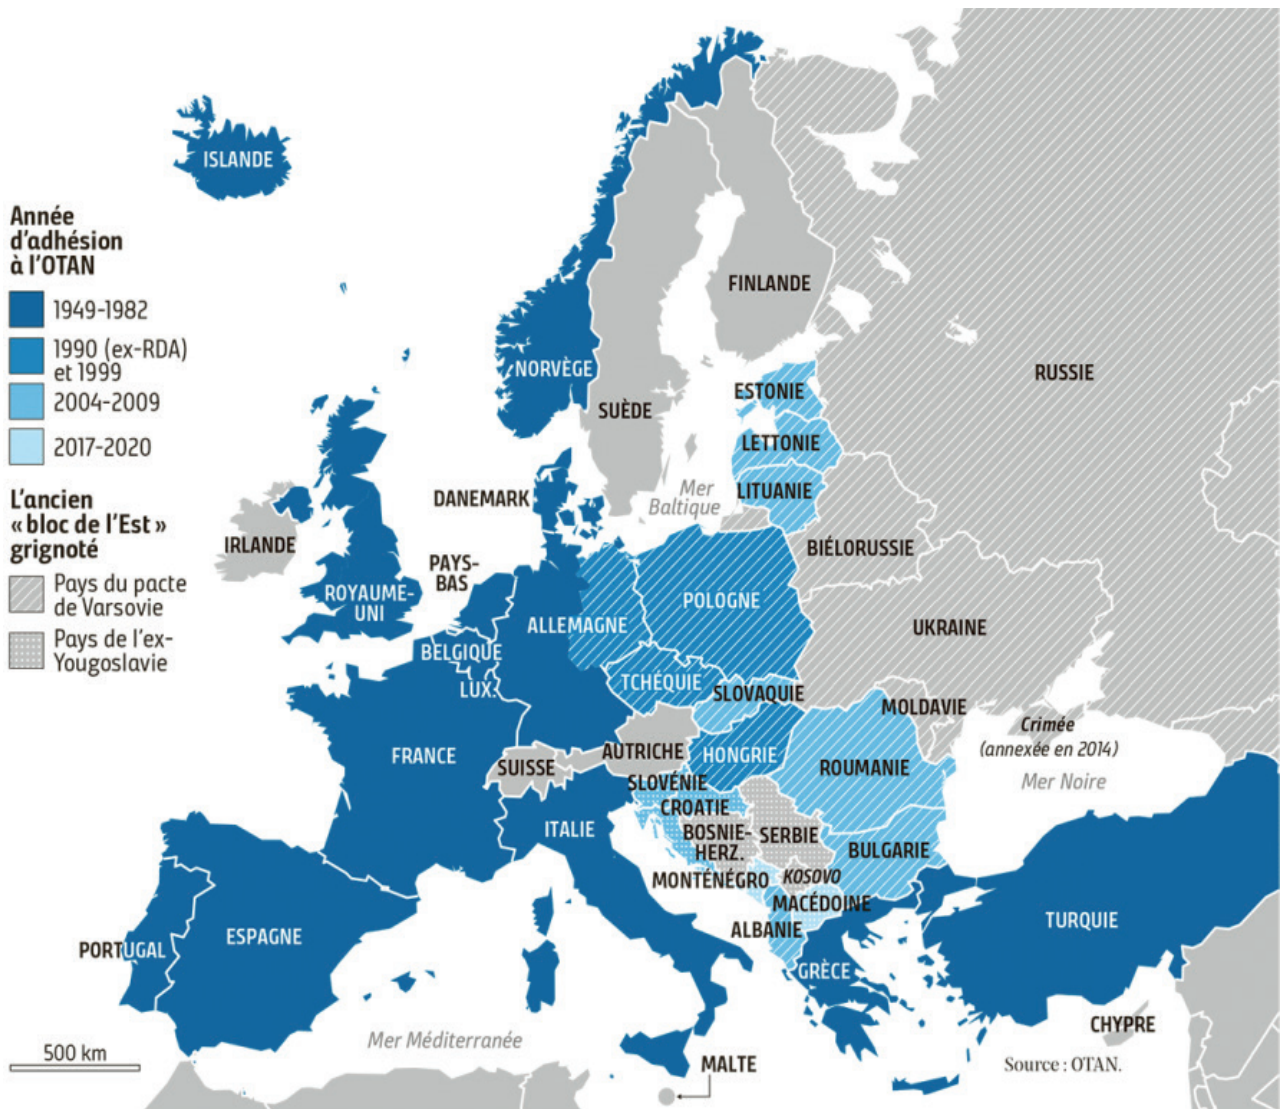 Année
d'adhésion
à l'OTAN
1949-1982
1990 (ex-RDA)
et 1999
2004-2009
2017-2020
L'ancien
« bloc de l'Est »
grignoté
Pays du pacte
de Varsovie
Pays de l'ex-
Yougoslavie
500 km
ISLANDE
NORVÈGE
SUÈDE
FINLANDE
RUSSIE
ESTONIE
LETTONIE
LITUANIE
Mer
Baltique
DANEMARK
IRLANDE
ROYAUME-
UNI
PAYS-
BAS
BELGIQUE
LUX.
ALLEMAGNE
POLOGNE
BIÉLORUSSIE
UKRAINE
TCHÉQUIE
SLOVAQUIE
MOLDAVIE
Crimée
(annexée en 2014)
Mer Noire
FRANCE
SUISSE
AUTRICHE
HONGRIE
ROUMANIE
SLOVÉNIE
CROATIE
BOSNIE-
HERZ.
SERBIE
BULGARIE
ITALIE
MONTÉNÉGRO
KOSOVO
MACÉDOINE
ALBANIE
GRÈCE
TURQUIE
PORTUGAL
ESPAGNE
Mer Méditerranée
MALTE
CHYPRE
Source : OTAN.